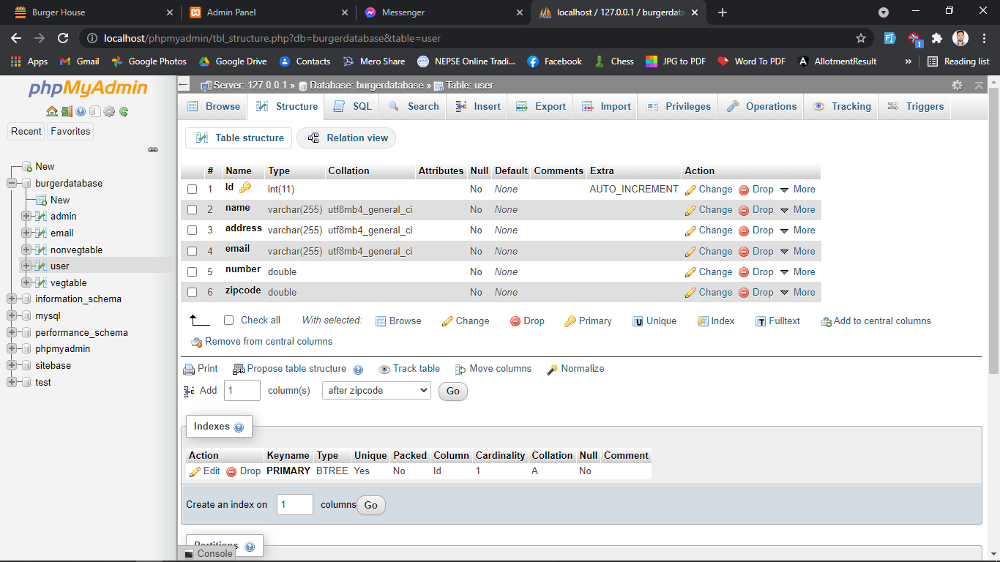 Burger House
Admin Panel
Messenger
localhost / 127.0.0.1 / burgerdata
localhost/phpmyadmin/tbl_structure.php?db=burgerdatabase&table=user
1
Apps Gmail Google Photos Google Drive Contacts Mero Share NEPSE Online Tradi... Facebook Chess JPG to PDF Word To PDF AllotmentResult » Reading list
phpMyAdmin
Recent Favorites
New
burgerdatabase
New
admin
email
nonvegtable
user
vegtable
information_schema
mysql
performance_schema
phpmyadmin
sitebase
test
Server: 127.0.0.1 » Database: burgerdatabase » Table: user
Browse Structure SQL Search Insert Export Import Privileges Operations Tracking Triggers
Table structure Relation view
# Name Type Collation Attributes Null Default Comments Extra Action
1 Id int(11) No None AUTO_INCREMENT Change Drop More
2 name varchar(255) utf8mb4_general_ci No None Change Drop More
3 address varchar(255) utf8mb4_general_ci No None Change Drop More
4 email varchar(255) utf8mb4_general_ci No None Change Drop More
5 number double No None Change Drop More
6 zipcode double No None Change Drop More
Check all With selected: Browse Change Drop Primary Unique Index Fulltext Add to central columns
Remove from central columns
Print Propose table structure Track table Move columns Normalize
Add 1 column(s) after zipcode Go
Indexes
Action Keyname Type Unique Packed Column Cardinality Collation Null Comment
Edit Drop PRIMARY BTREE Yes No Id 1 A No
Create an index on 1 columns Go
Partitions
Console